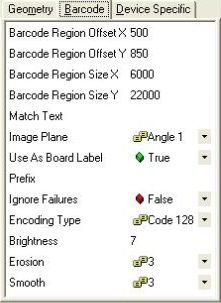 Geometry Barcode Device Specific
Barcode Region Offset X 500
Barcode Region Offset Y 850
Barcode Region Size X 6000
Barcode Region Size Y 22000
Match Text
Image Plane Angle 1
Use As Board Label True
Prefix
Ignore Failures False
Encoding Type Code 128
Brightness 7
Erosion 3
Smooth 3